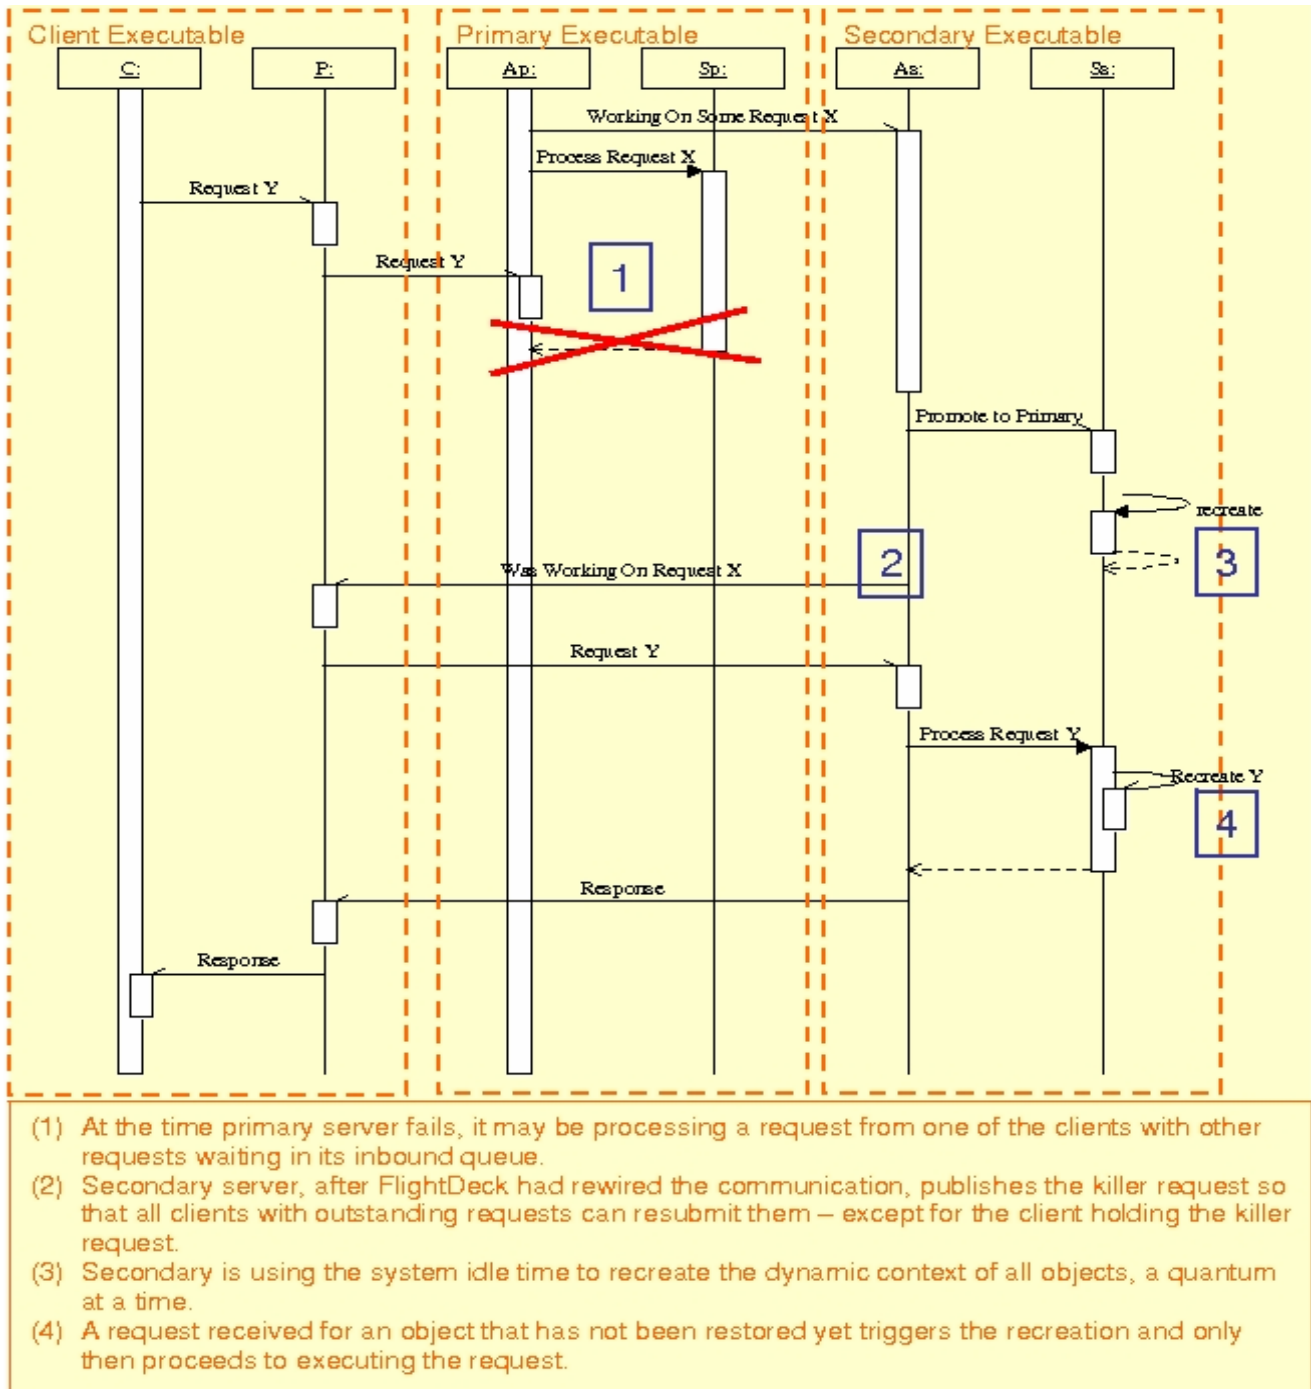 Client Executable
Primary Executable
Secondary Executable
C:
P:
Ap:
Sp:
As:
Ss:
Working On Some Request X
Process Request X
Request Y
Request Y
1
Promote to Primary
recreate
2
3
Was Working On Request X
Request Y
Process Request Y
Recreate Y
4
Response
Response
(1) At the time primary server fails, it may be processing a request from one of the clients with other
requests waiting in its inbound queue.
(2) Secondary server, after FlightDeck had rewired the communication, publishes the killer request so
that all clients with outstanding requests can resubmit them – except for the client holding the killer
request.
(3) Secondary is using the system idle time to recreate the dynamic context of all objects, a quantum
at a time.
(4) A request received for an object that has not been restored yet triggers the recreation and only
then proceeds to executing the request.